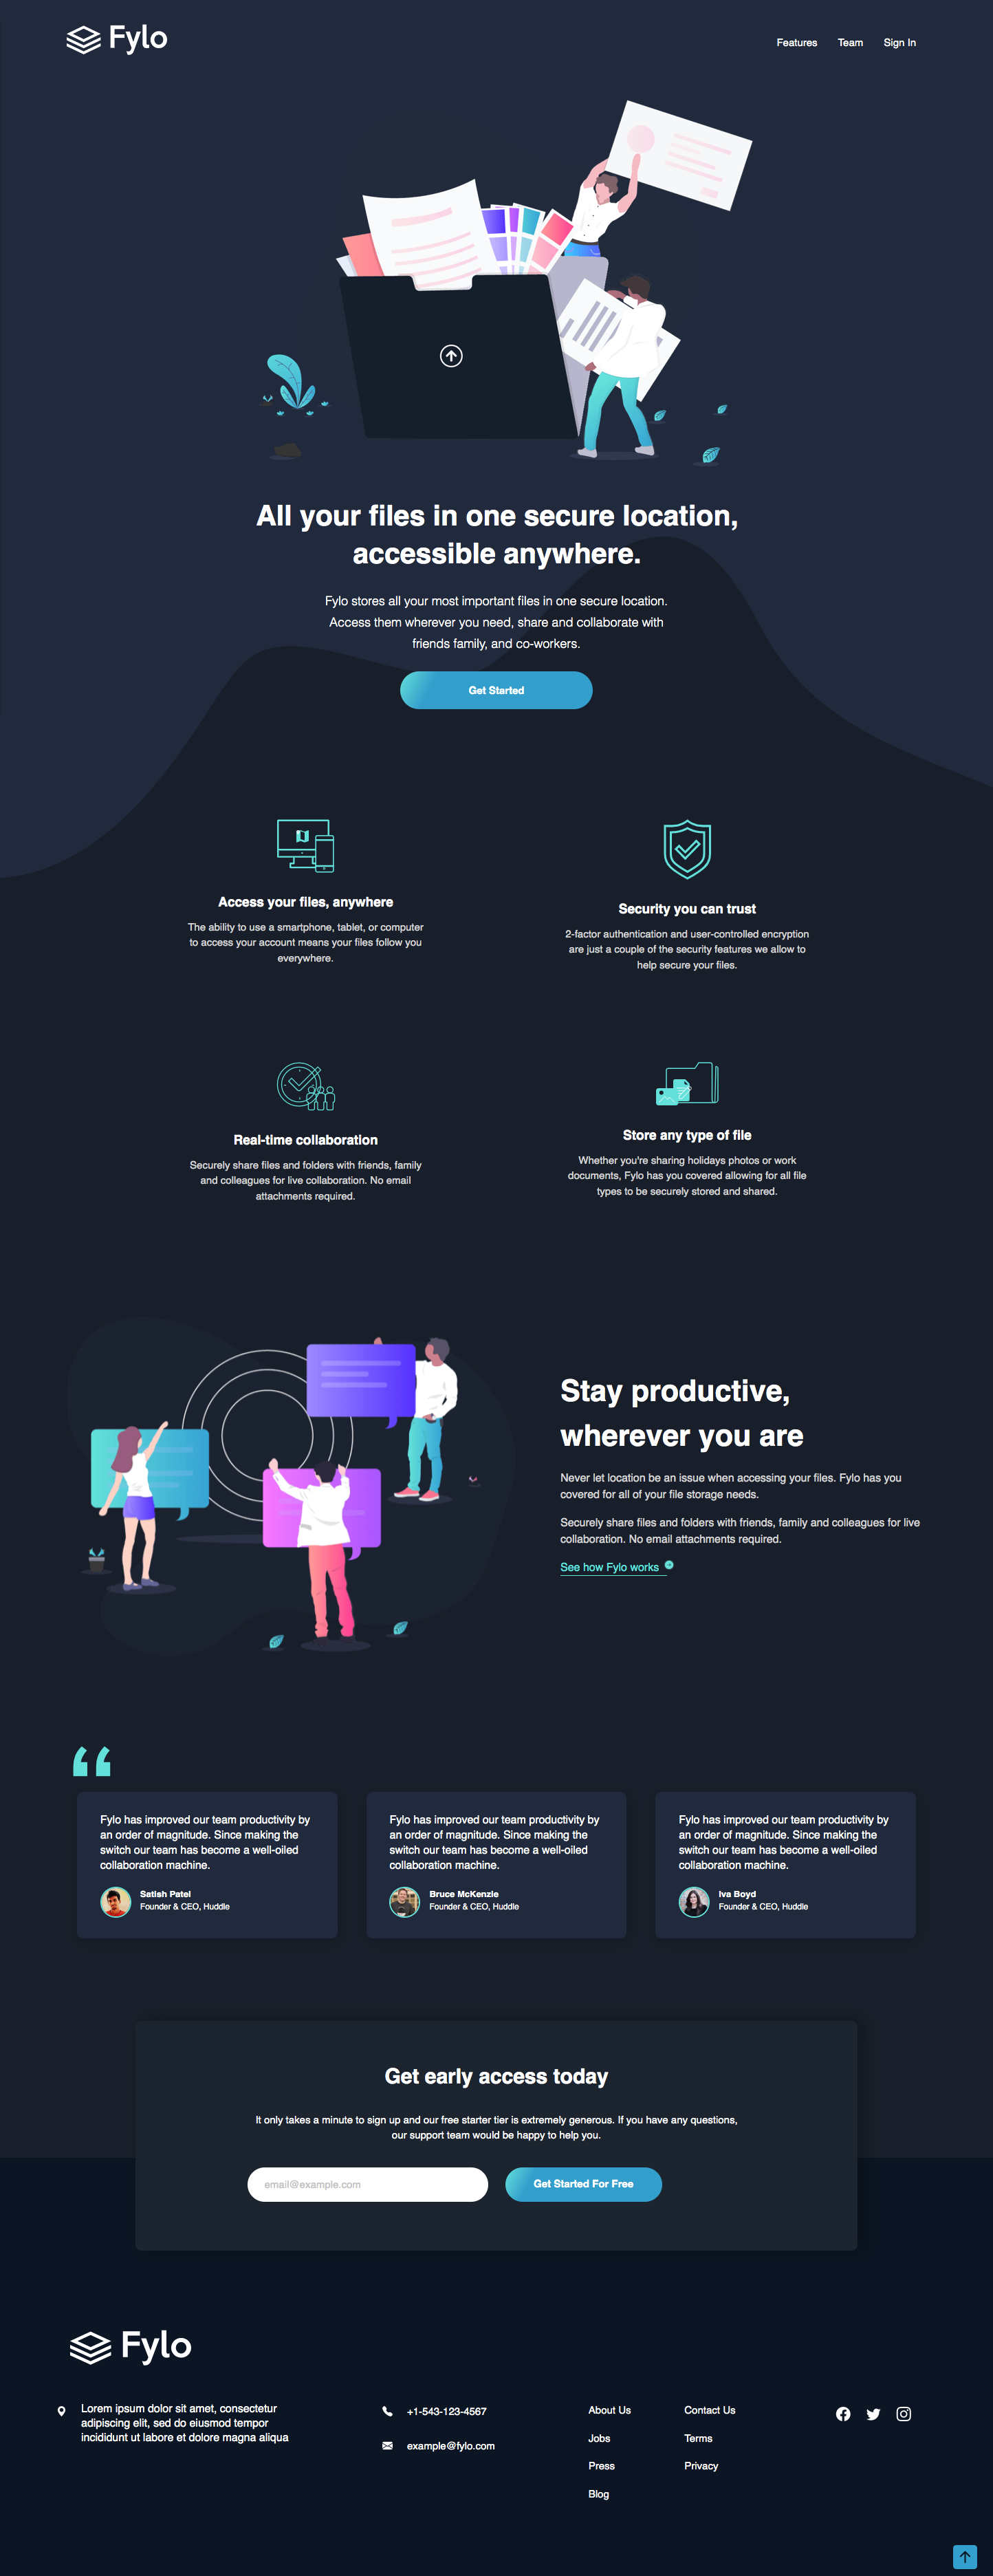 Fylo
Features Team Sign In
All your files in one secure location,
accessible anywhere.
Fylo stores all your most important files in one secure location.
Access them wherever you need, share and collaborate with
friends family, and co-workers.
Get Started
Access your files, anywhere
The ability to use a smartphone, tablet, or computer
to access your account means your files follow you
everywhere.
Security you can trust
2-factor authentication and user-controlled encryption
are just a couple of the security features we allow to
help secure your files.
Real-time collaboration
Securely share files and folders with friends, family
and colleagues for live collaboration. No email
attachments required.
Store any type of file
Whether you're sharing holidays photos or work
documents, Fylo has you covered allowing for all file
types to be securely stored and shared.
Stay productive,
wherever you are
Never let location be an issue when accessing your files. Fylo has you
covered for all of your file storage needs.
Securely share files and folders with friends, family and colleagues for live
collaboration. No email attachments required.
See how Fylo works
Fylo has improved our team productivity by
an order of magnitude. Since making the
switch our team has become a well-oiled
collaboration machine.
Satish Patel
Founder & CEO, Huddle
Fylo has improved our team productivity by
an order of magnitude. Since making the
switch our team has become a well-oiled
collaboration machine.
Bruce McKenzie
Founder & CEO, Huddle
Fylo has improved our team productivity by
an order of magnitude. Since making the
switch our team has become a well-oiled
collaboration machine.
Iva Boyd
Founder & CEO, Huddle
Get early access today
It only takes a minute to sign up and our free starter tier is extremely generous. If you have any questions,
our support team would be happy to help you.
email@example.com
Get Started For Free
Fylo
Lorem ipsum dolor sit amet, consectetur
adipiscing elit, sed do eiusmod tempor
incididunt ut labore et dolore magna aliqua
+1-543-123-4567
example@fylo.com
About Us
Jobs
Press
Blog
Contact Us
Terms
Privacy